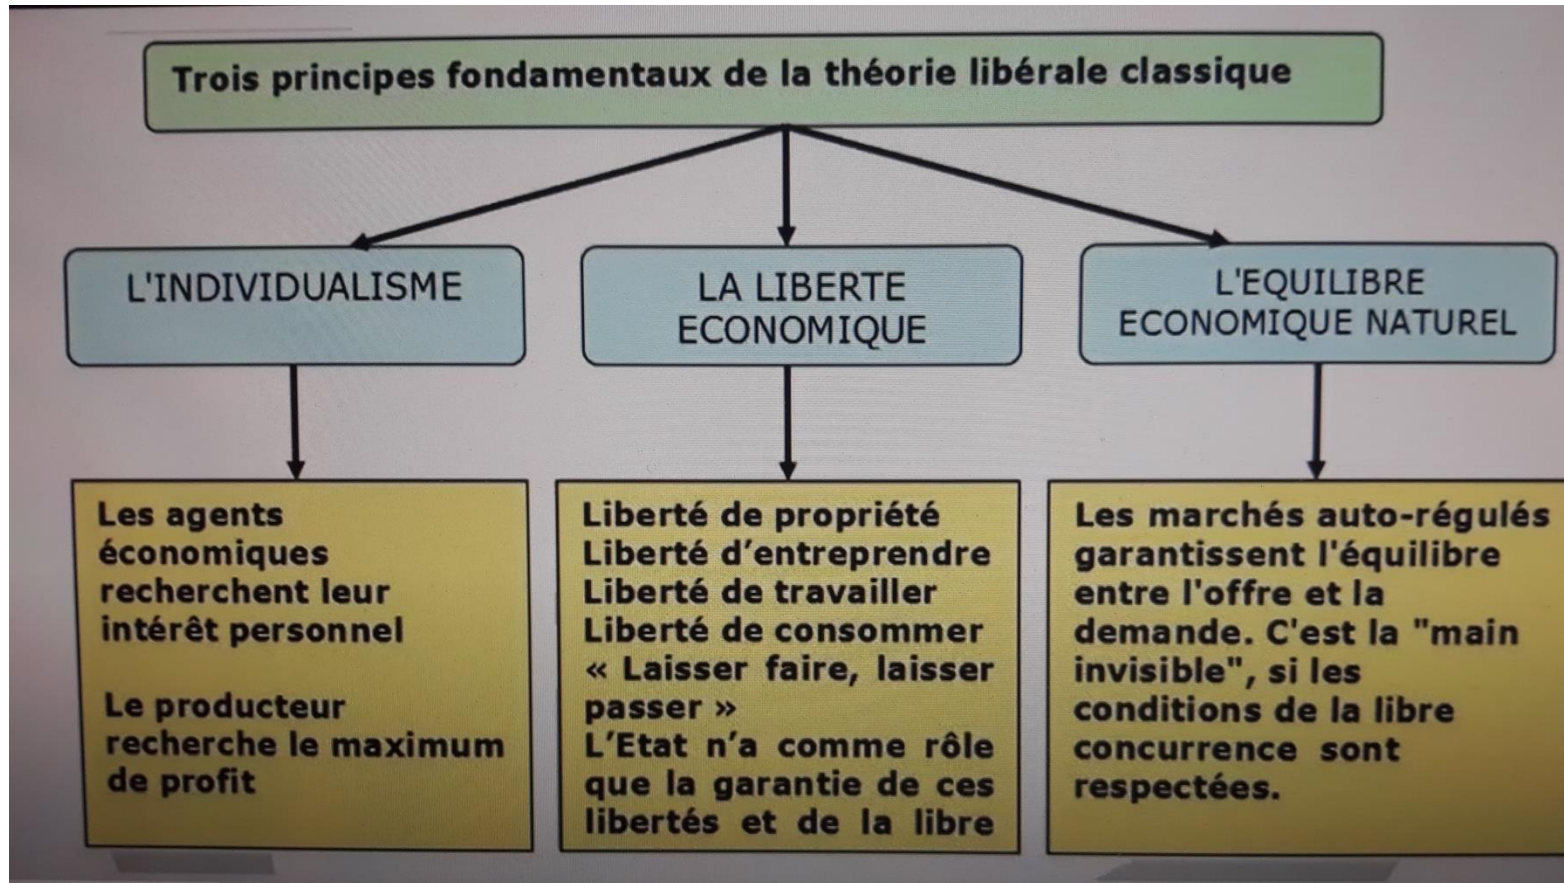 Trois principes fondamentaux de la théorie libérale classique
L'INDIVIDUALISME
LA LIBERTE
ECONOMIQUE
L'EQUILIBRE
ECONOMIQUE NATUREL
Les agents
économiques
recherchent leur
intérêt personnel
Le producteur
recherche le maximum
de profit
Liberté de propriété
Liberté d’entreprendre
Liberté de travailler
Liberté de consommer
« Laisser faire, laisser
passer »
L’Etat n’a comme rôle
que la garantie de ces
libertés et de la libre
Les marchés auto-régulés
garantissent l'équilibre
entre l'offre et la
demande. C'est la "main
invisible", si les
conditions de la libre
concurrence sont
respectées.